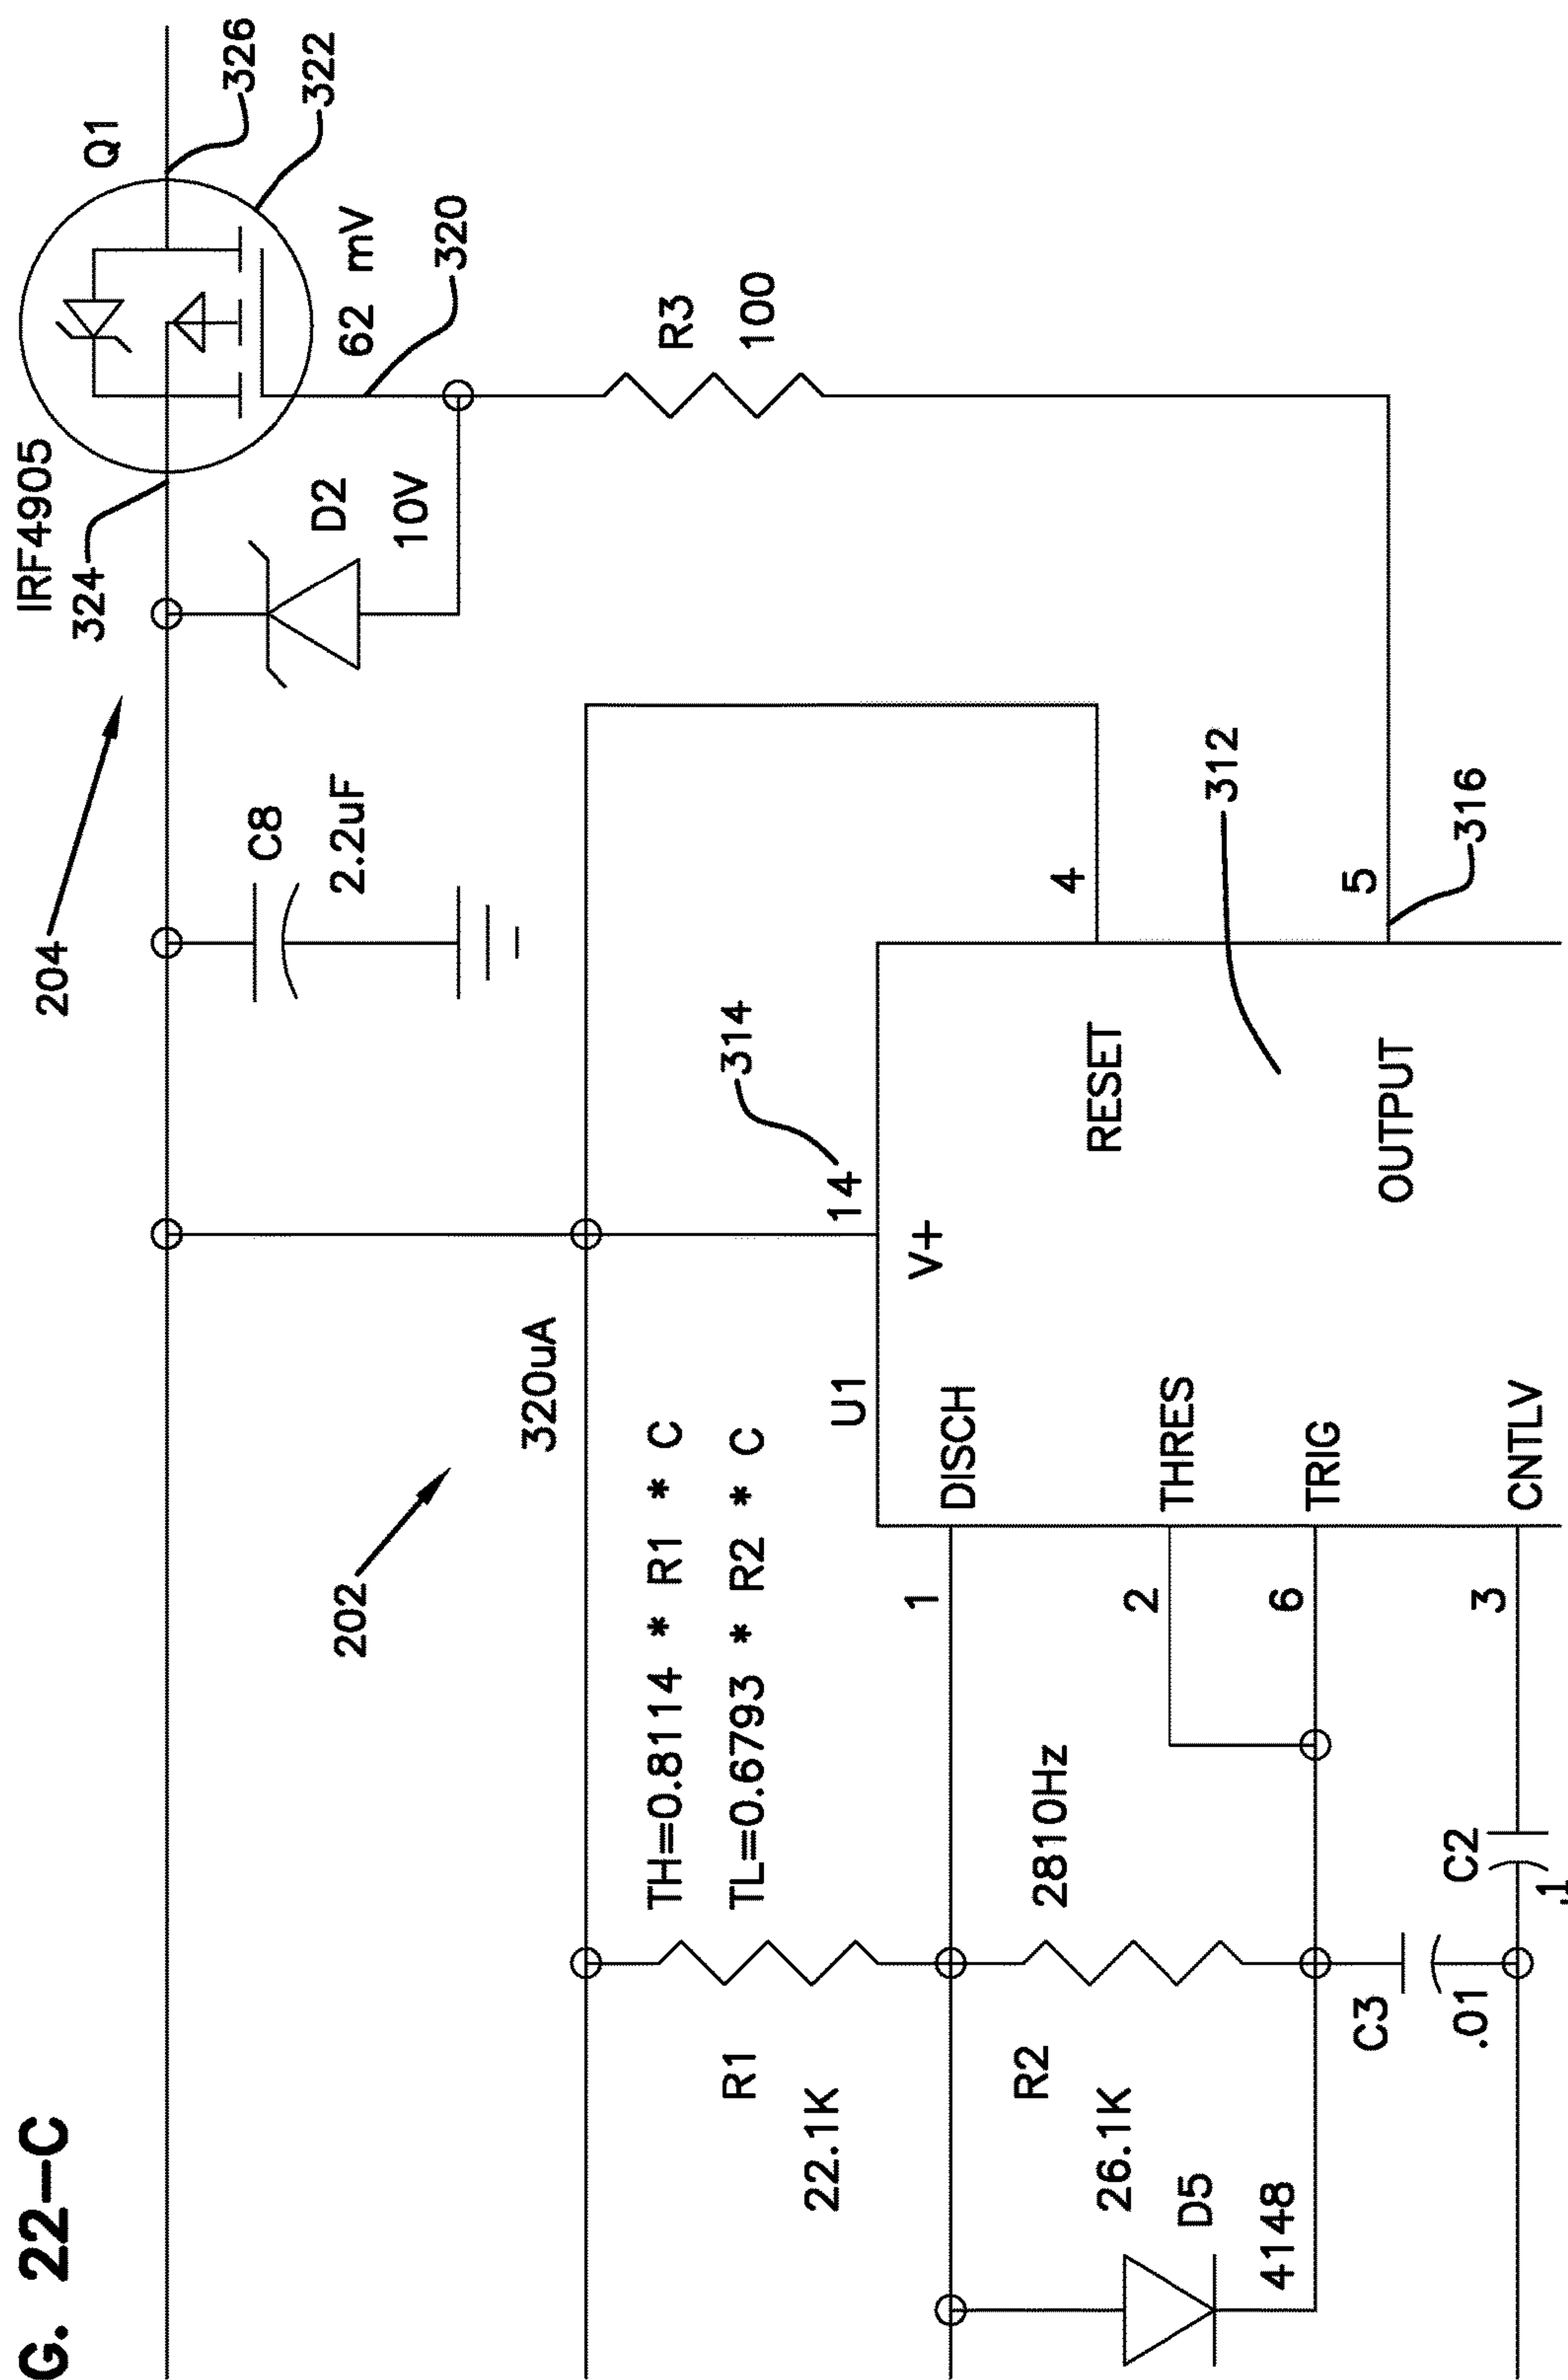 G. 22-C
IRF4905
Q1
324
326
322
204
C8
2.2uF
D2
10V
62 mV
320
R3
100
202
320uA
314
14
U1
V+
TH=0.8114 * R1 * C
TL=0.6793 * R2 * C
R1
22.1K
DISCH
1
RESET
4
312
R2
26.1K
2810Hz
THRES
2
TRIG
6
OUTPUT
5
316
D5
4148
C3
.01
C2
.1
3
CNTLV